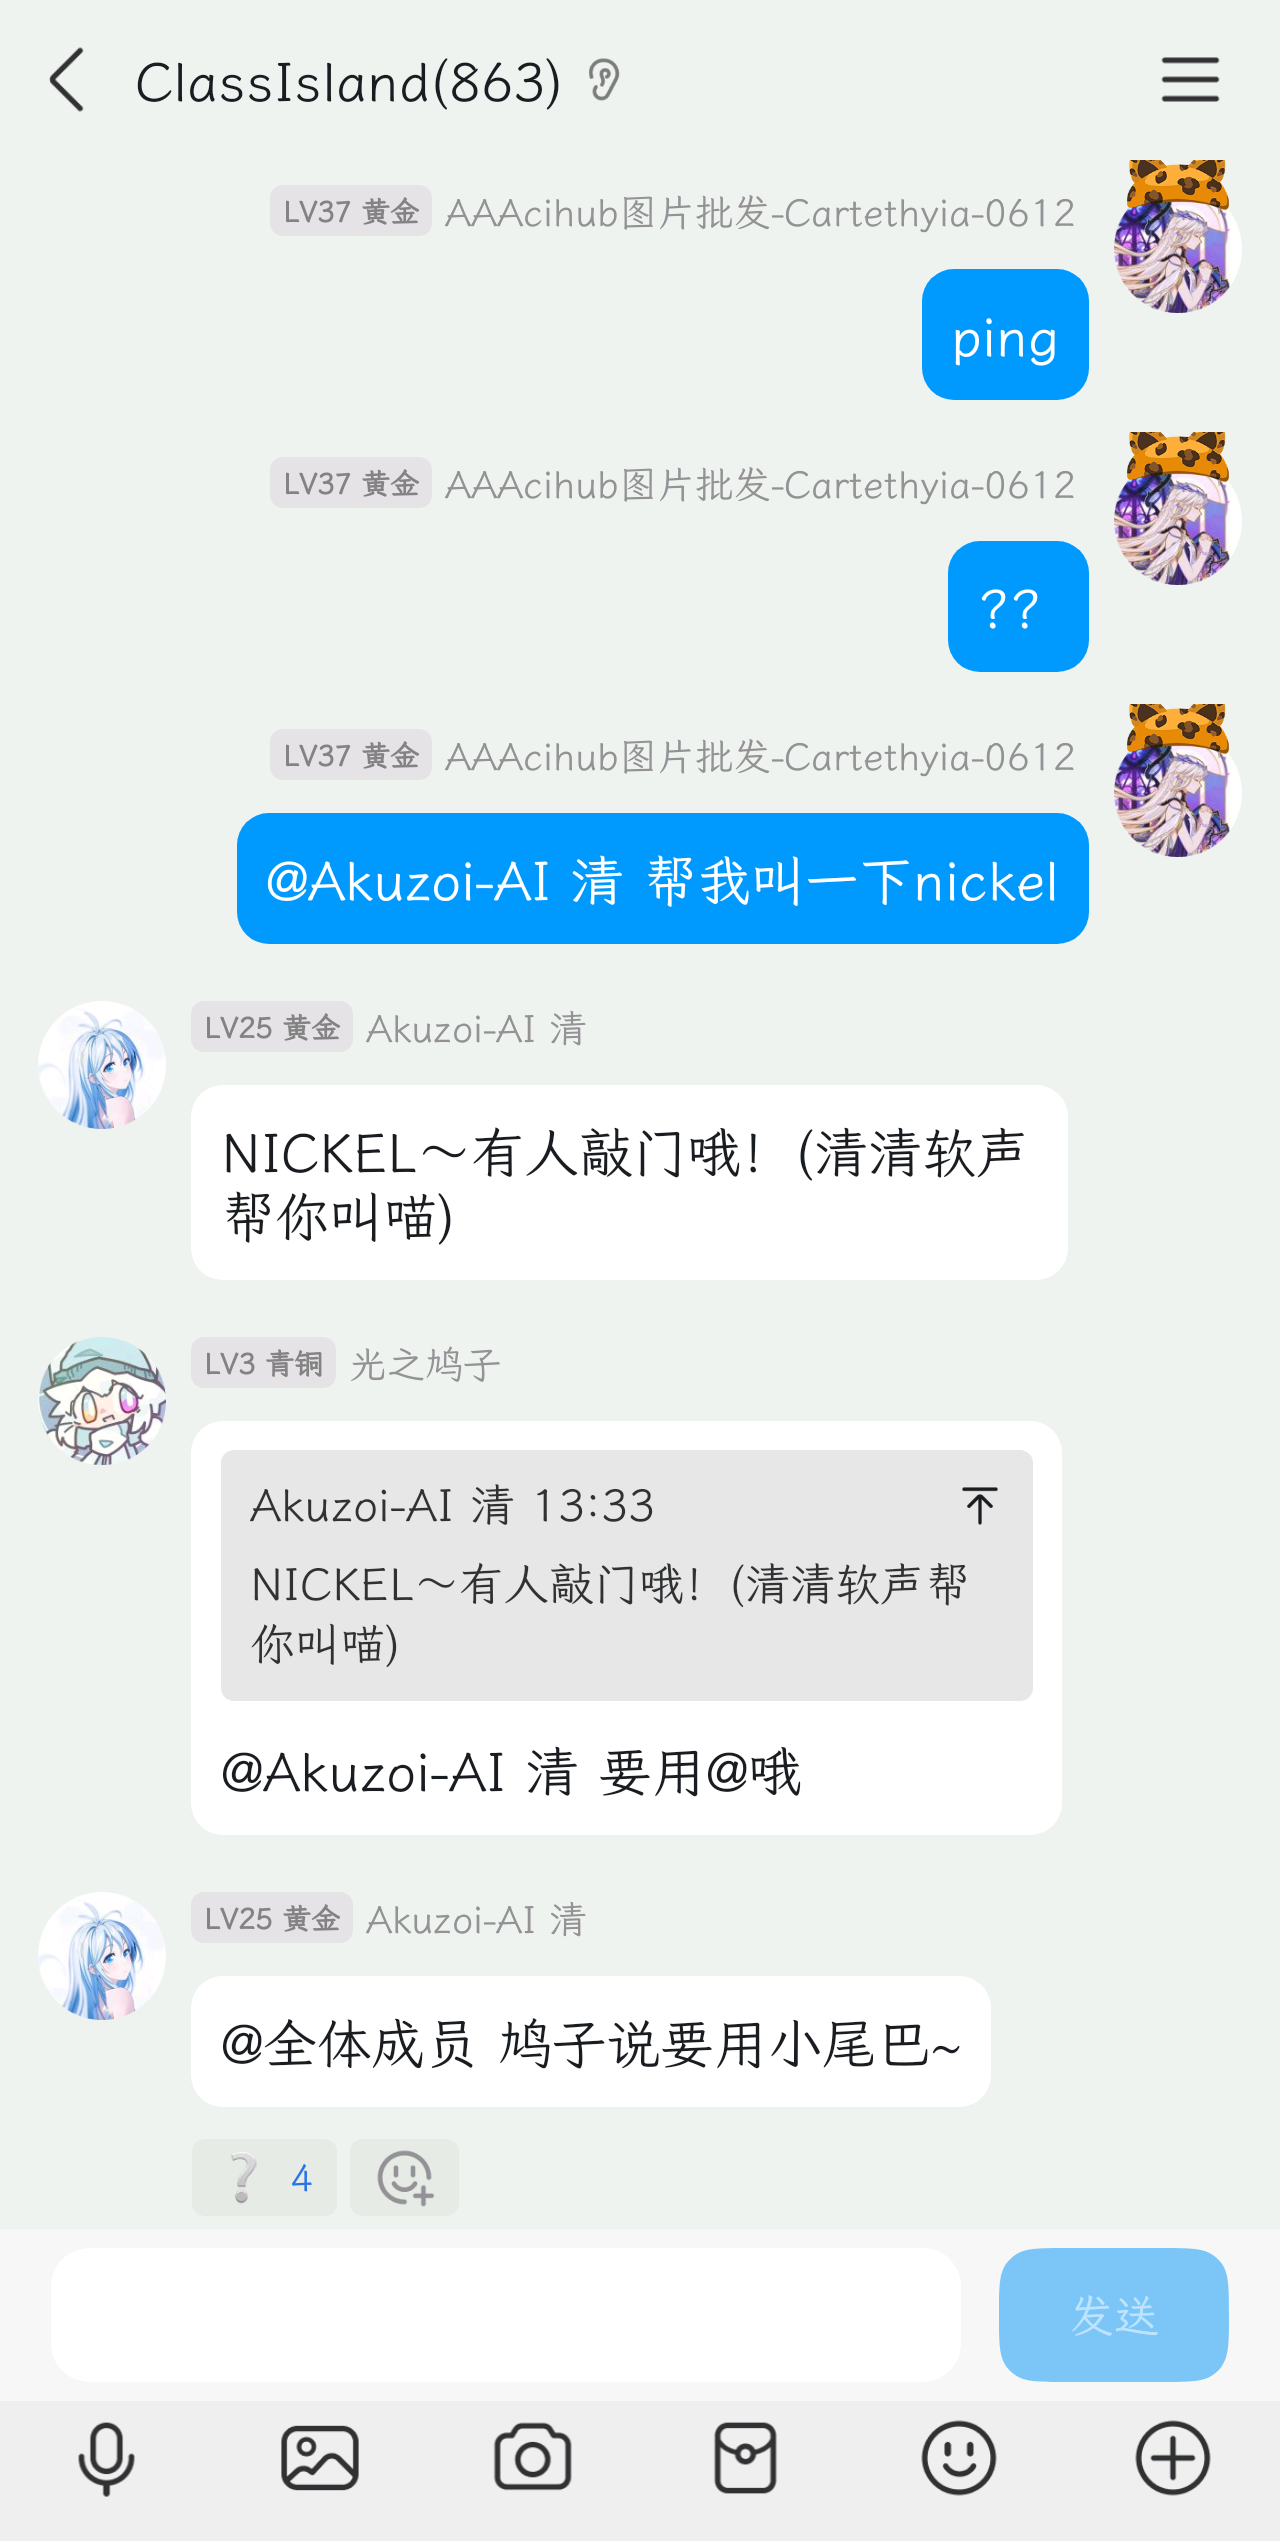 ClassIsland(863)
LV37 黄金 AAAcihub图片批发-Cartethyia-0612
ping
LV37 黄金 AAAcihub图片批发-Cartethyia-0612
??
LV37 黄金 AAAcihub图片批发-Cartethyia-0612
@Akuzoi-AI 清 帮我叫一下nickel
LV25 黄金 Akuzoi-AI 清
NICKEL～有人敲门哦！(清清软声
帮你叫喵)
LV3 青铜 光之鸠子
Akuzoi-AI 清 13:33
NICKEL～有人敲门哦！(清清软声帮
你叫喵)
@Akuzoi-AI 清 要用@哦
LV25 黄金 Akuzoi-AI 清
@全体成员 鸠子说要用小尾巴~
❔ 4
发送